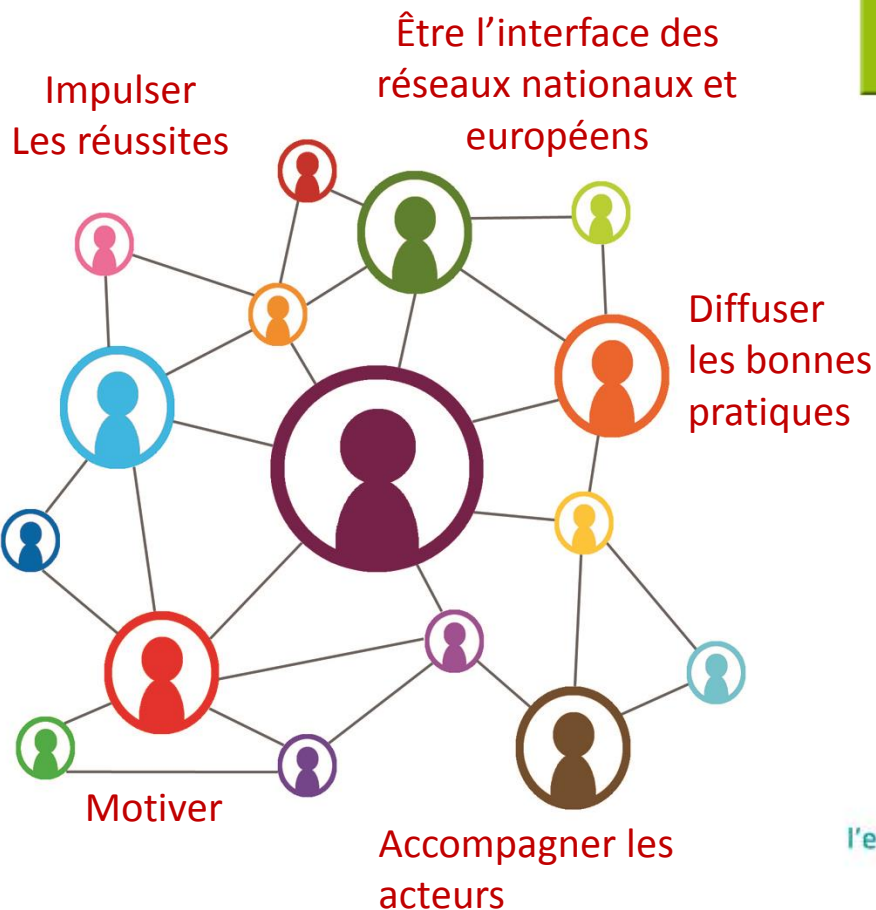 Être l’interface des
réseaux nationaux et
européens
Impulser
Les réussites
Diffuser
les bonnes
pratiques
Motiver
Accompagner les
acteurs
l’e